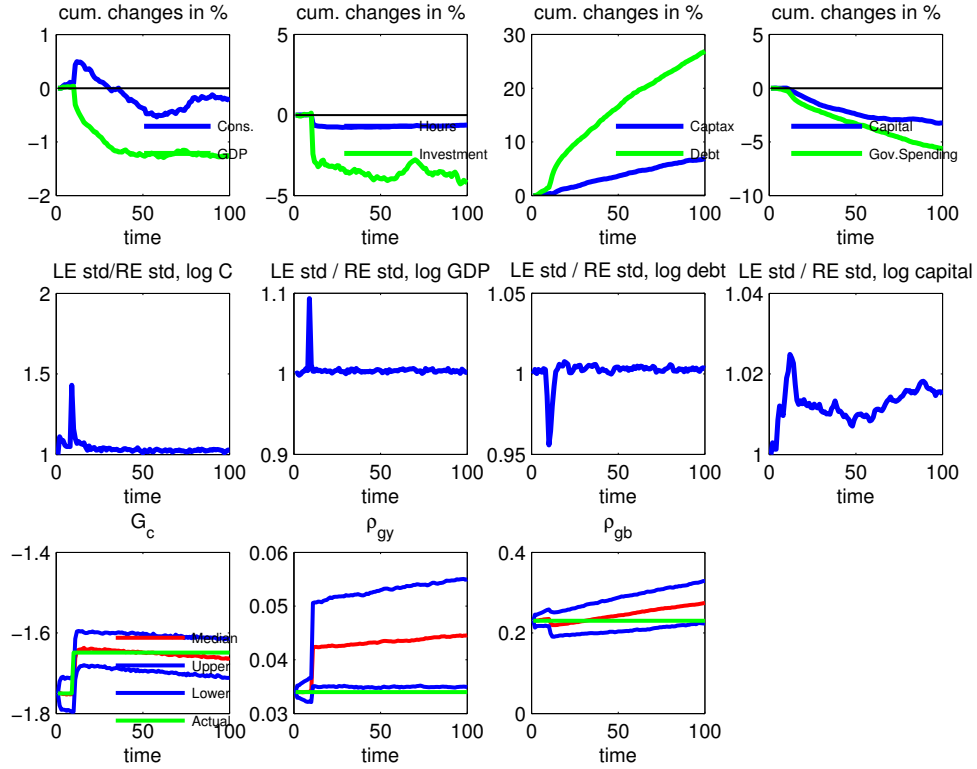 cum. changes in %
cum. changes in %
cum. changes in %
cum. changes in %
1
0
−1
−2
Cons.
GDP
0 50 100
time
5
0
−5
Hours
Investment
0 50 100
time
30
20
10
0
Captax
Debt
0 50 100
time
0
−5
−10
Capital
Gov.Spending
0 50 100
time
LE std/RE std, log C
LE std / RE std, log GDP
LE std / RE std, log debt
LE std / RE std, log capital
2
1.5
1
0 50 100
time
1.1
1
0.9
0 50 100
time
1.05
1
0.95
0 50 100
time
1.04
1.02
1
0 50 100
time
G_c
ρ_gy
ρ_gb
−1.4
−1.6
−1.8
Median
Upper
Lower
Actual
0 50 100
time
0.06
0.05
0.04
0.03
0 50 100
time
0.4
0.2
0
0 50 100
time